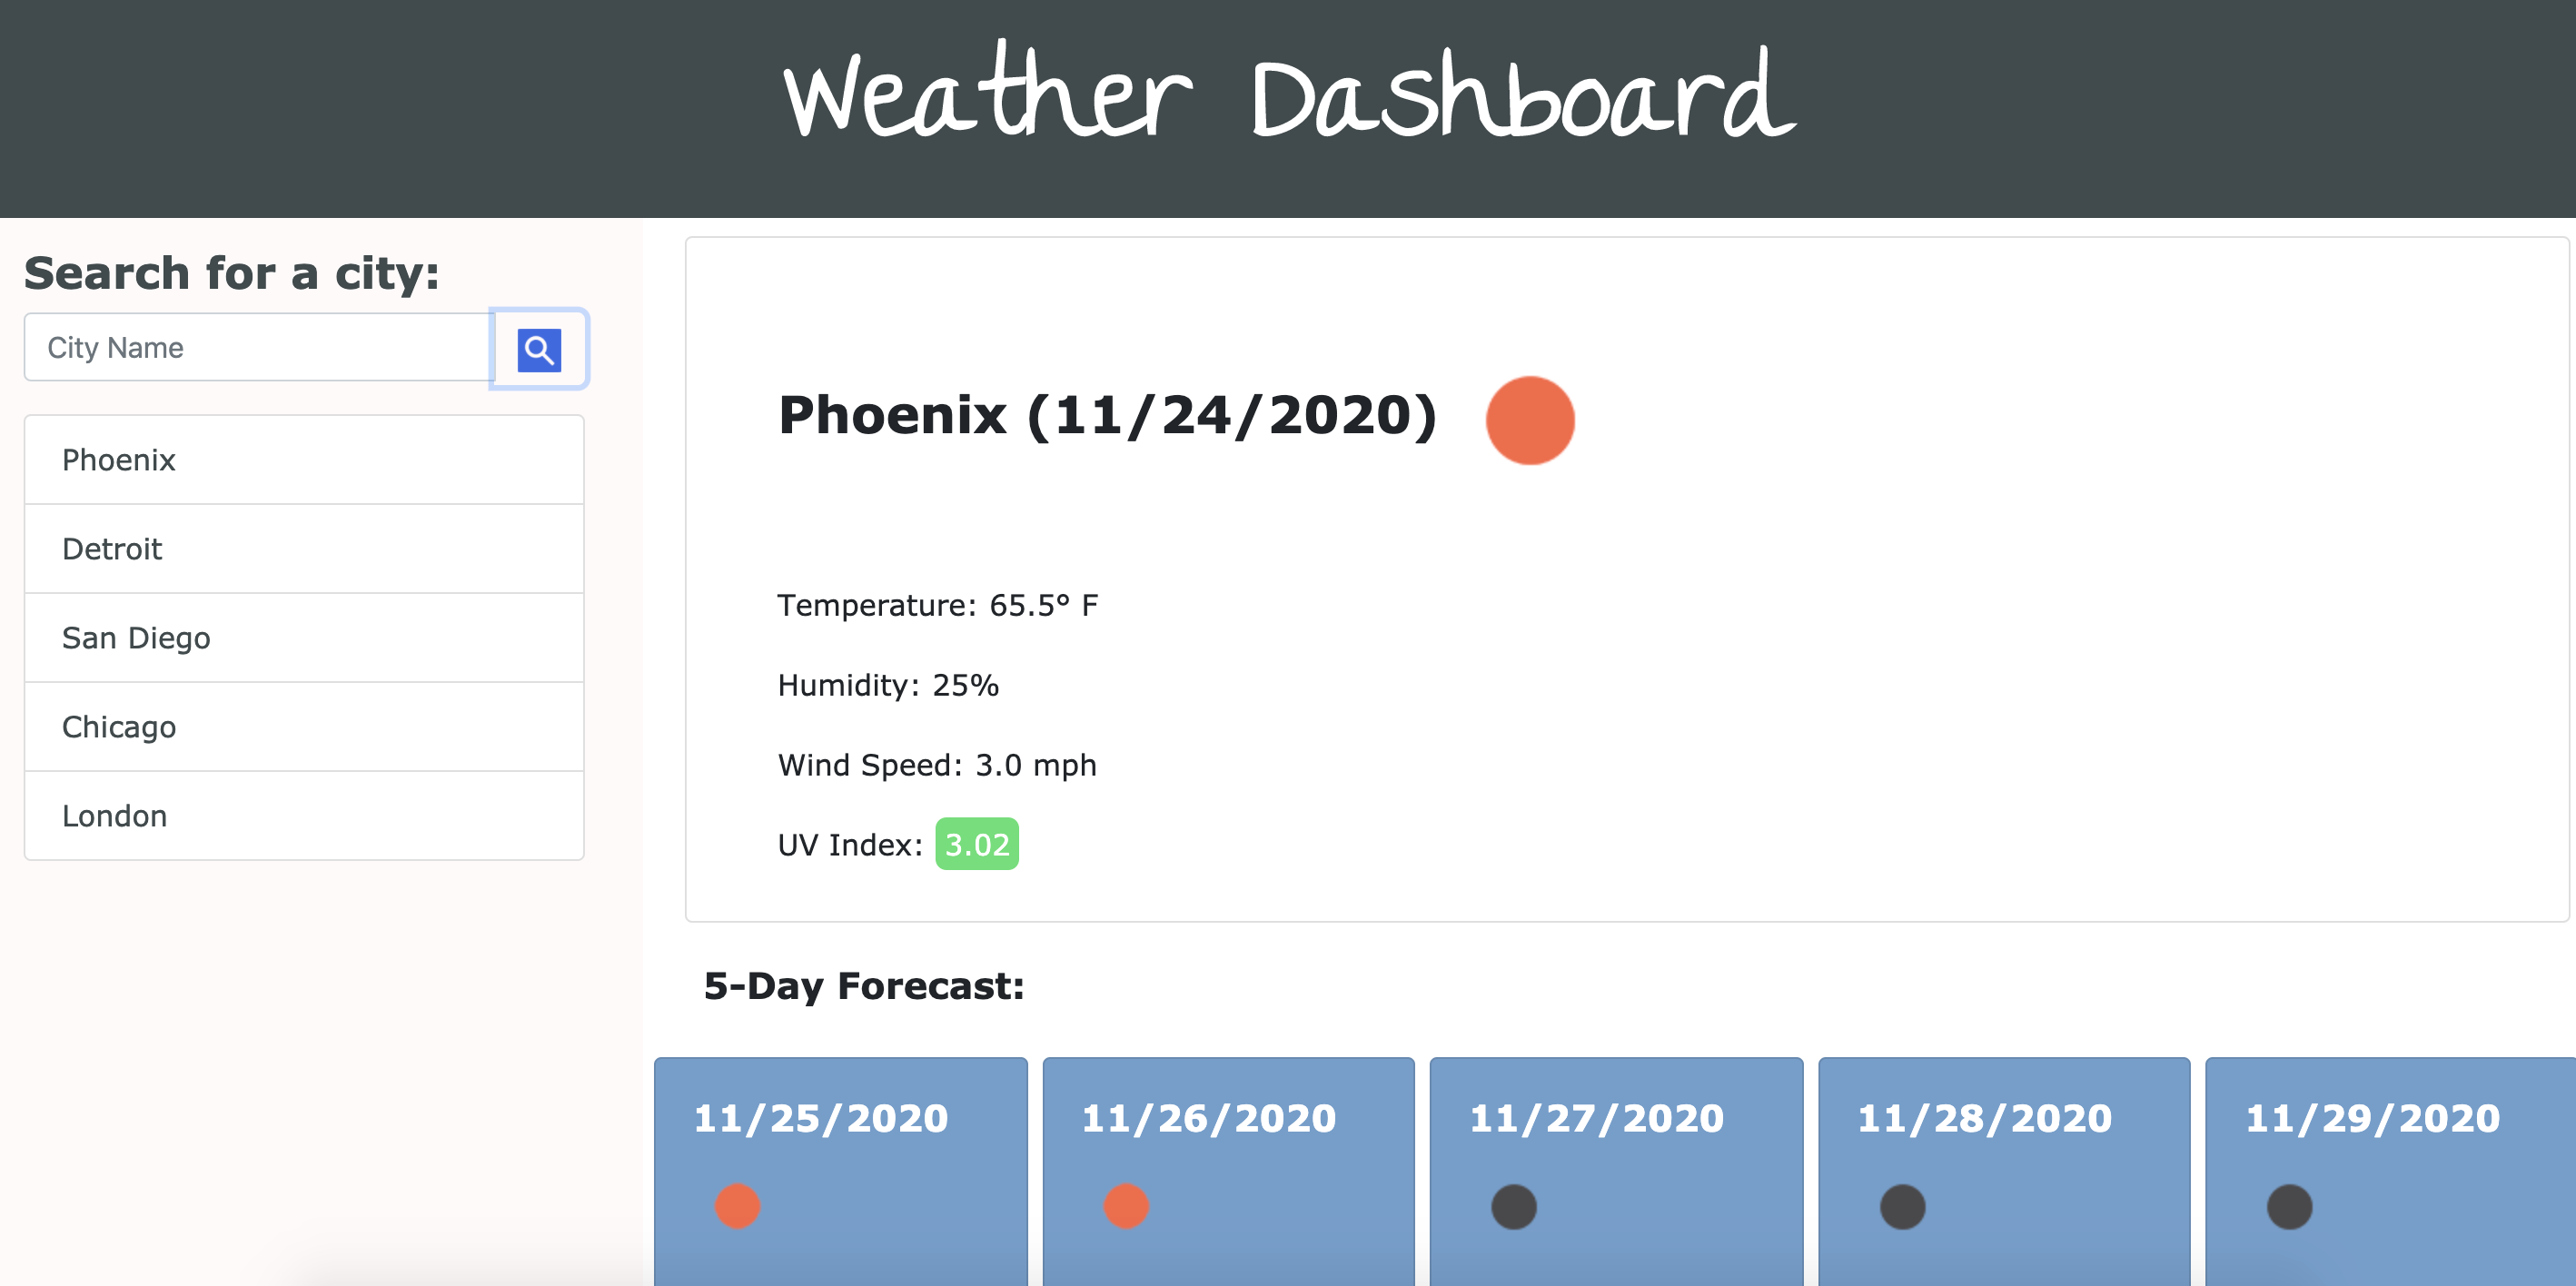 Weather Dashboard
Search for a city:
City Name
Phoenix
Detroit
San Diego
Chicago
London
Phoenix (11/24/2020)
Temperature: 65.5° F
Humidity: 25%
Wind Speed: 3.0 mph
UV Index: 3.02
5-Day Forecast:
11/25/2020
11/26/2020
11/27/2020
11/28/2020
11/29/2020